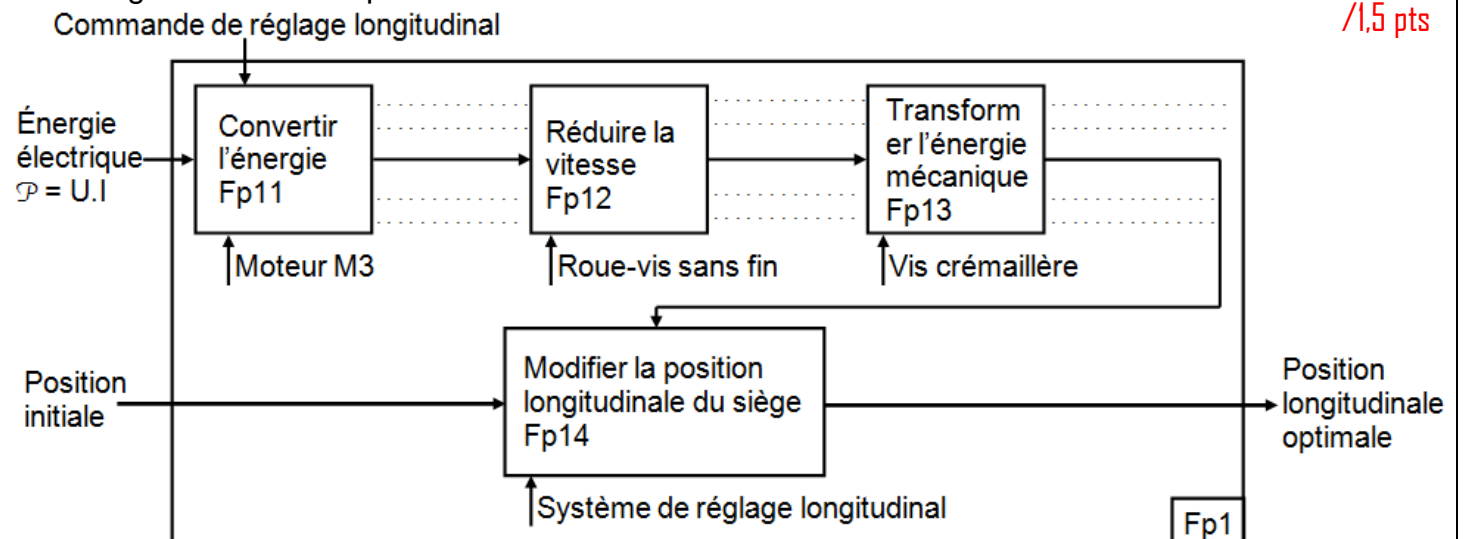 Commande de réglage longitudinal
/1,5 pts
Énergie
électrique
𝒫 = U.I
Convertir
l'énergie
Fp11
Réduire la
vitesse
Fp12
Transform
er l'énergie
mécanique
Fp13
Moteur M3
Roue-vis sans fin
Vis crémaillère
Position
initiale
Modifier la position
longitudinale du siège
Fp14
Position
longitudinale
optimale
Système de réglage longitudinal
Fp1